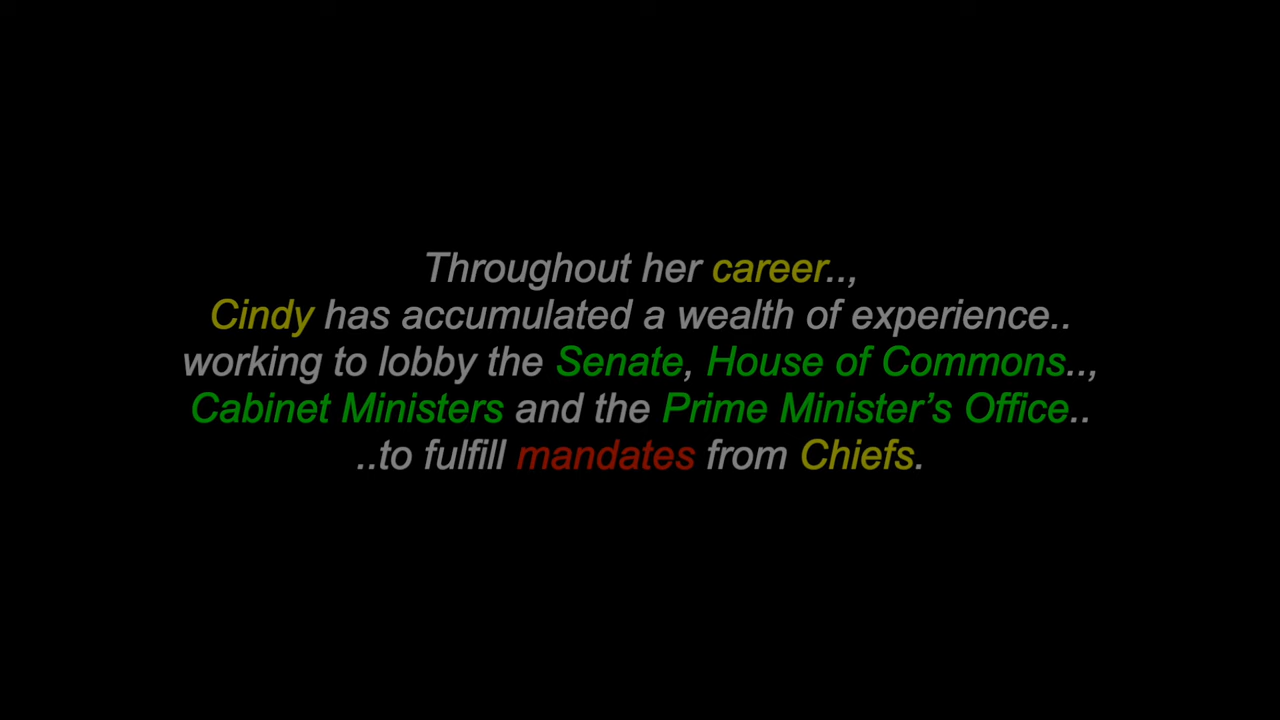 Throughout her career..,
Cindy has accumulated a wealth of experience..
working to lobby the Senate, House of Commons..,
Cabinet Ministers and the Prime Minister’s Office..
..to fulfill mandates from Chiefs.